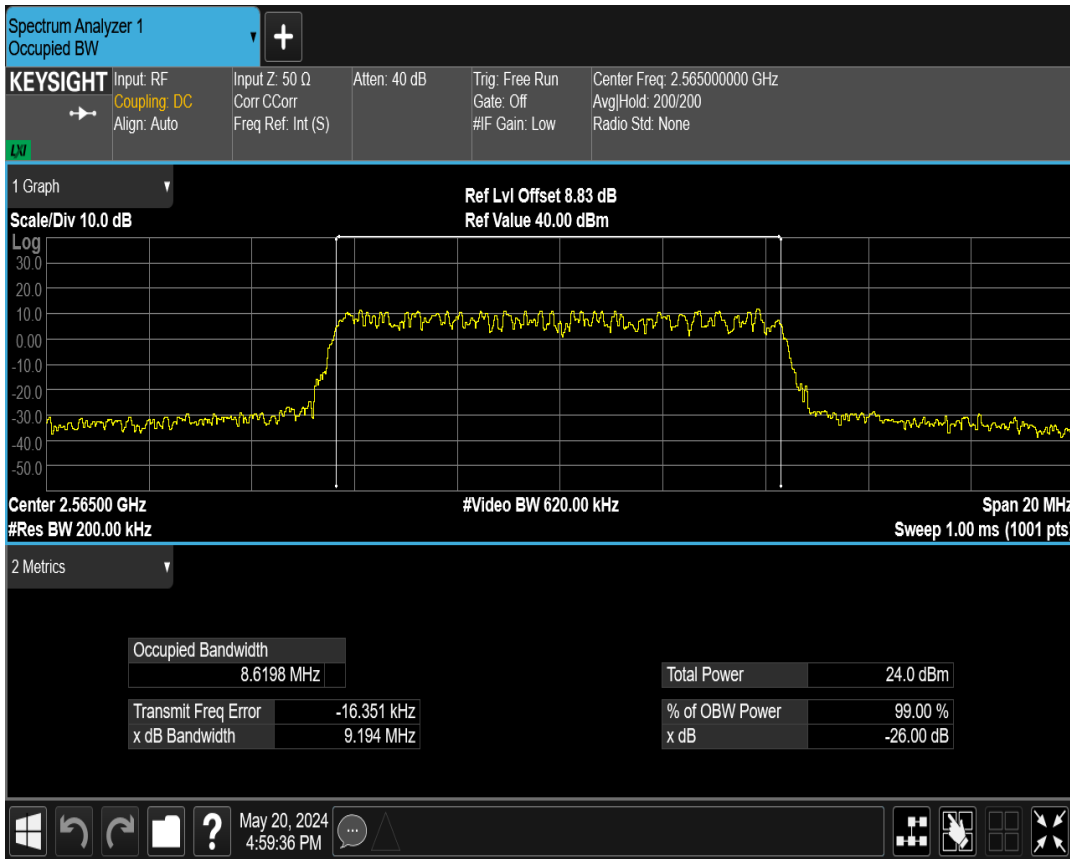 Spectrum Analyzer 1
Occupied BW
KEYSIGHT
LXI
Input: RF
Coupling: DC
Align: Auto
Input Z: 50 Ω
Corr CCorr
Freq Ref: Int (S)
Atten: 40 dB
Trig: Free Run
Gate: Off
#IF Gain: Low
Center Freq: 2.565000000 GHz
Avg|Hold: 200/200
Radio Std: None
1 Graph
Scale/Div 10.0 dB
Ref Lvl Offset 8.83 dB
Ref Value 40.00 dBm
Log
30.0
20.0
10.0
0.00
-10.0
-20.0
-30.0
-40.0
-50.0
Center 2.56500 GHz
#Res BW 200.00 kHz
#Video BW 620.00 kHz
Span 20 MHz
Sweep 1.00 ms (1001 pts)
2 Metrics
Occupied Bandwidth
8.6198 MHz
Transmit Freq Error -16.351 kHz
x dB Bandwidth 9.194 MHz
Total Power 24.0 dBm
% of OBW Power 99.00 %
x dB -26.00 dB
?
May 20, 2024
4:59:36 PM